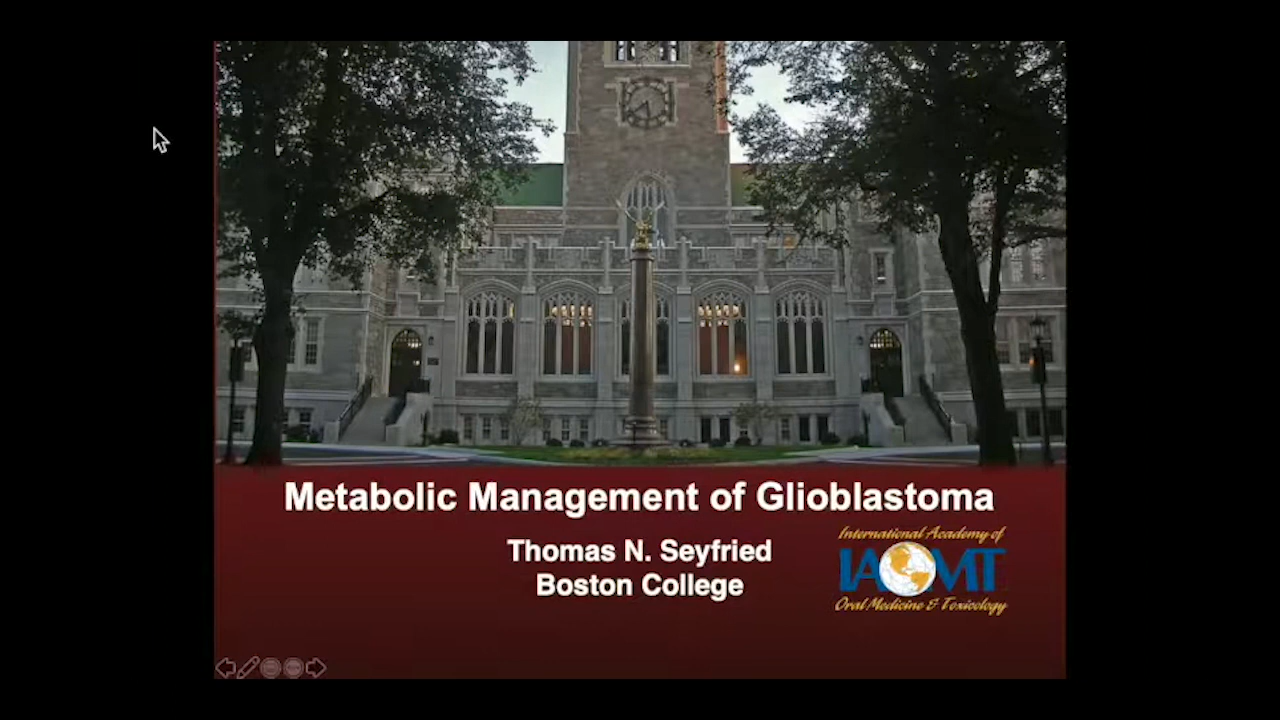 Metabolic Management of Glioblastoma
Thomas N. Seyfried
Boston College
International Academy of
IAOMT
Oral Medicine & Toxicology